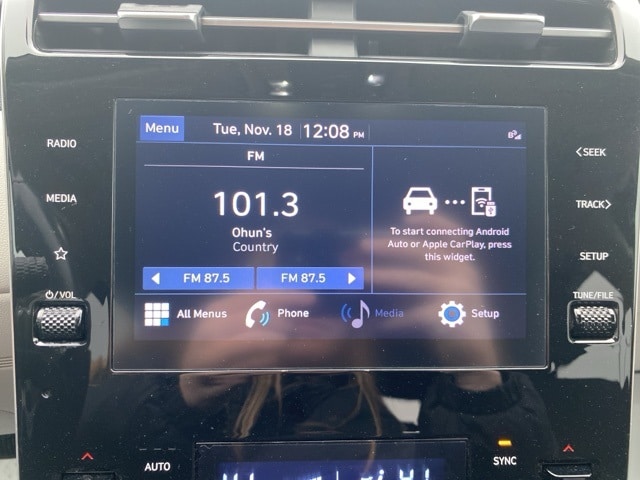 Menu
Tue, Nov. 18
12:08 PM
FM
101.3
Ohun's
Country
FM 87.5
FM 87.5
To start connecting Android
Auto or Apple CarPlay, press
this widget.
All Menus
Phone
Media
Setup
RADIO
MEDIA
/VOL
<SEEK
TRACK>
SETUP
TUNE/FILE
AUTO
SYNC